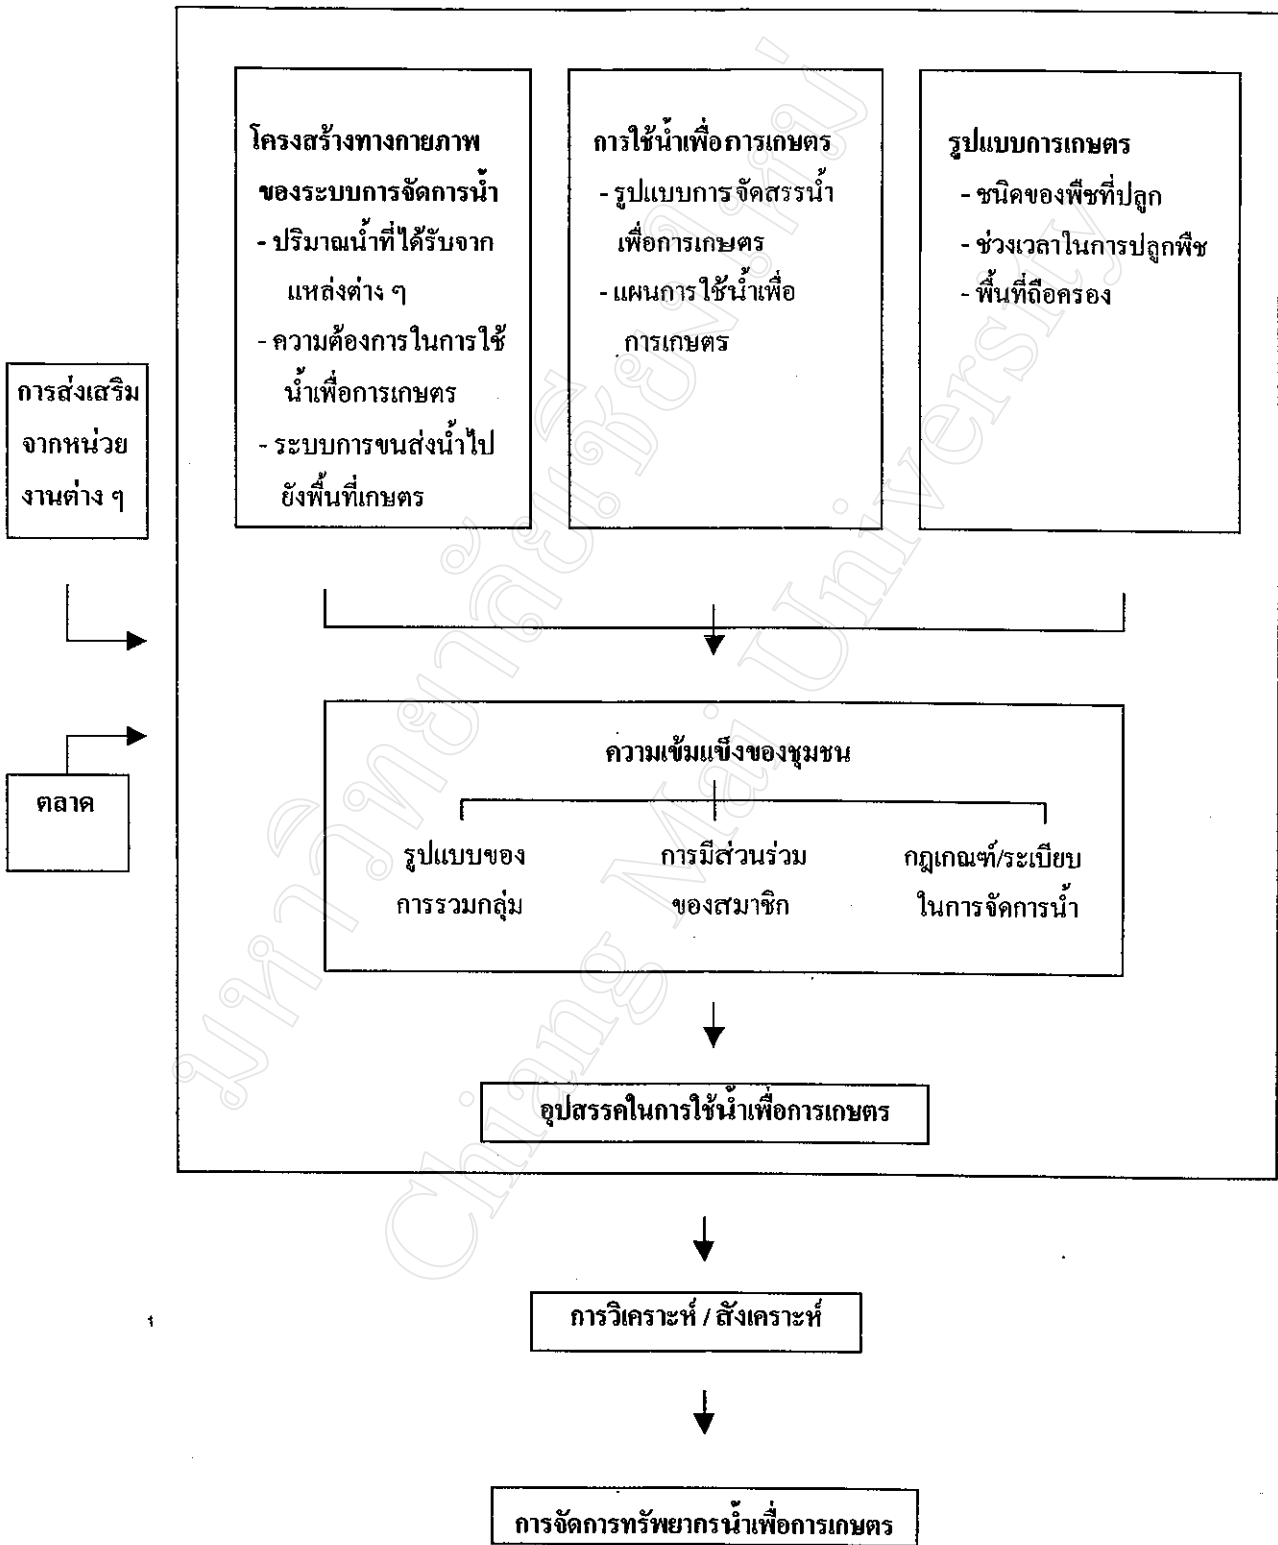 โครงสร้างทางกายภาพ
ของระบบการจัดการน้ำ
- ปริมาณน้ำที่ได้รับจาก
แหล่งต่าง ๆ
- ความต้องการในการใช้
น้ำเพื่อการเกษตร
- ระบบการขนส่งน้ำไป
ยังพื้นที่เกษตร
การใช้น้ำเพื่อการเกษตร
- รูปแบบการจัดสรรน้ำ
เพื่อการเกษตร
- แผนการใช้น้ำเพื่อ
การเกษตร
รูปแบบการเกษตร
- ชนิดของพืชที่ปลูก
- ช่วงเวลาในการปลูกพืช
- พื้นที่ถือครอง
การส่งเสริม
จากหน่วย
งานต่าง ๆ
ตลาด
ความเข้มแข็งของชุมชน
รูปแบบของ
การรวมกลุ่ม
การมีส่วนร่วม
ของสมาชิก
กฎเกณฑ์/ระเบียบ
ในการจัดการน้ำ
อุปสรรคในการใช้น้ำเพื่อการเกษตร
การวิเคราะห์ / สังเคราะห์
การจัดการทรัพยากรน้ำเพื่อการเกษตร
มหาวิทยาลัยเชียงใหม่
Chiang Mai University